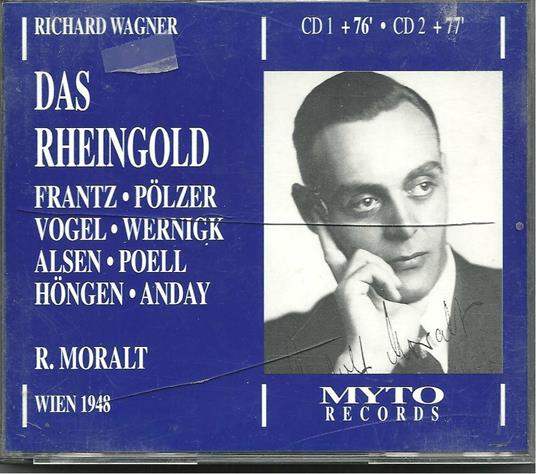 RICHARD WAGNER
CD 1 + 76' • CD 2 + 77'
DAS
RHEINGOLD
FRANTZ • PÖLZER
VOGEL • WERNIGK
ALSEN • POELL
HÖNGEN • ANDAY
R. MORALT
WIEN 1948
Moralt
MYTO
RECORDS